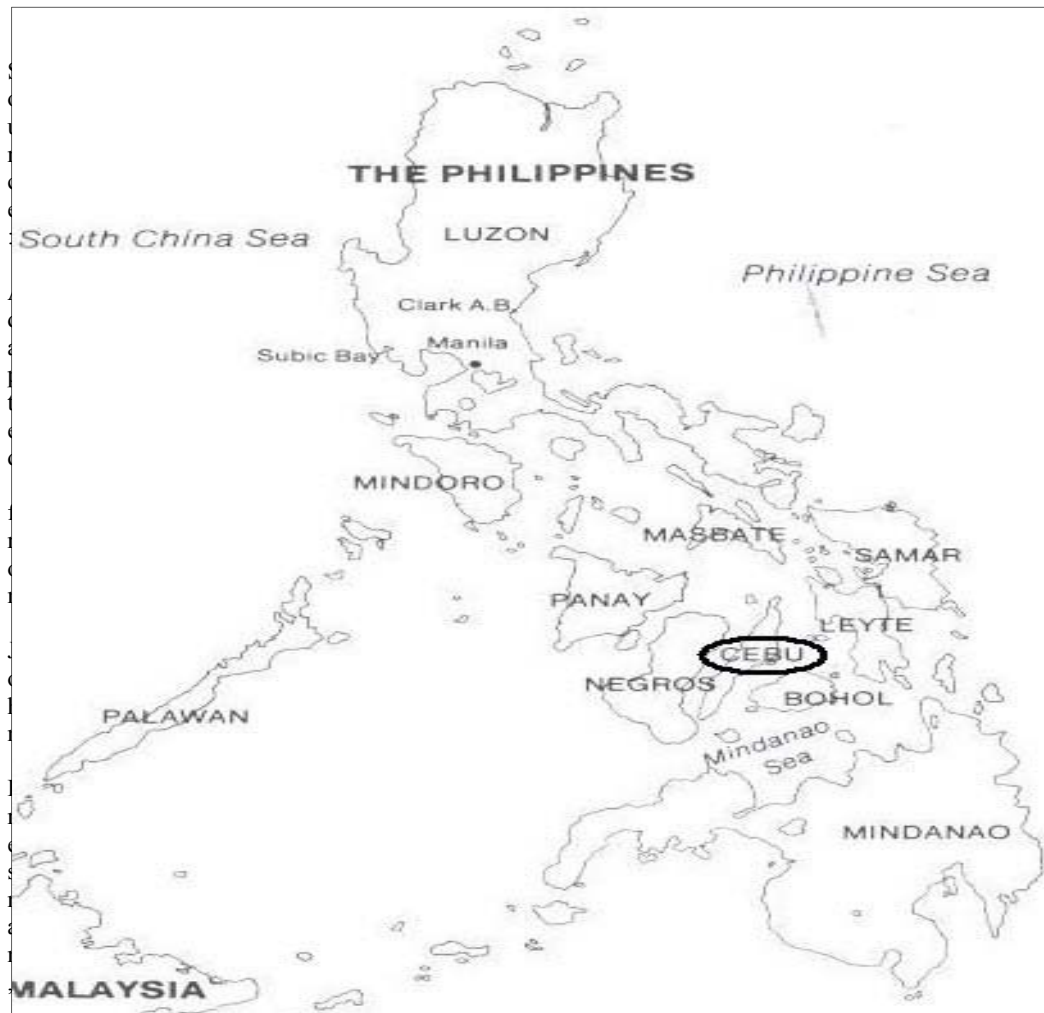 THE PHILIPPINES
South China Sea
LUZON
Philippine Sea
Clark A.B.
Subic Bay
Manila
MINDORO
MASBATE
SAMAR
PANAY
LEYTE
CEBU
NEGROS
BOHOL
PALAWAN
Mindanao
Sea
MINDANAO
MALAYSIA